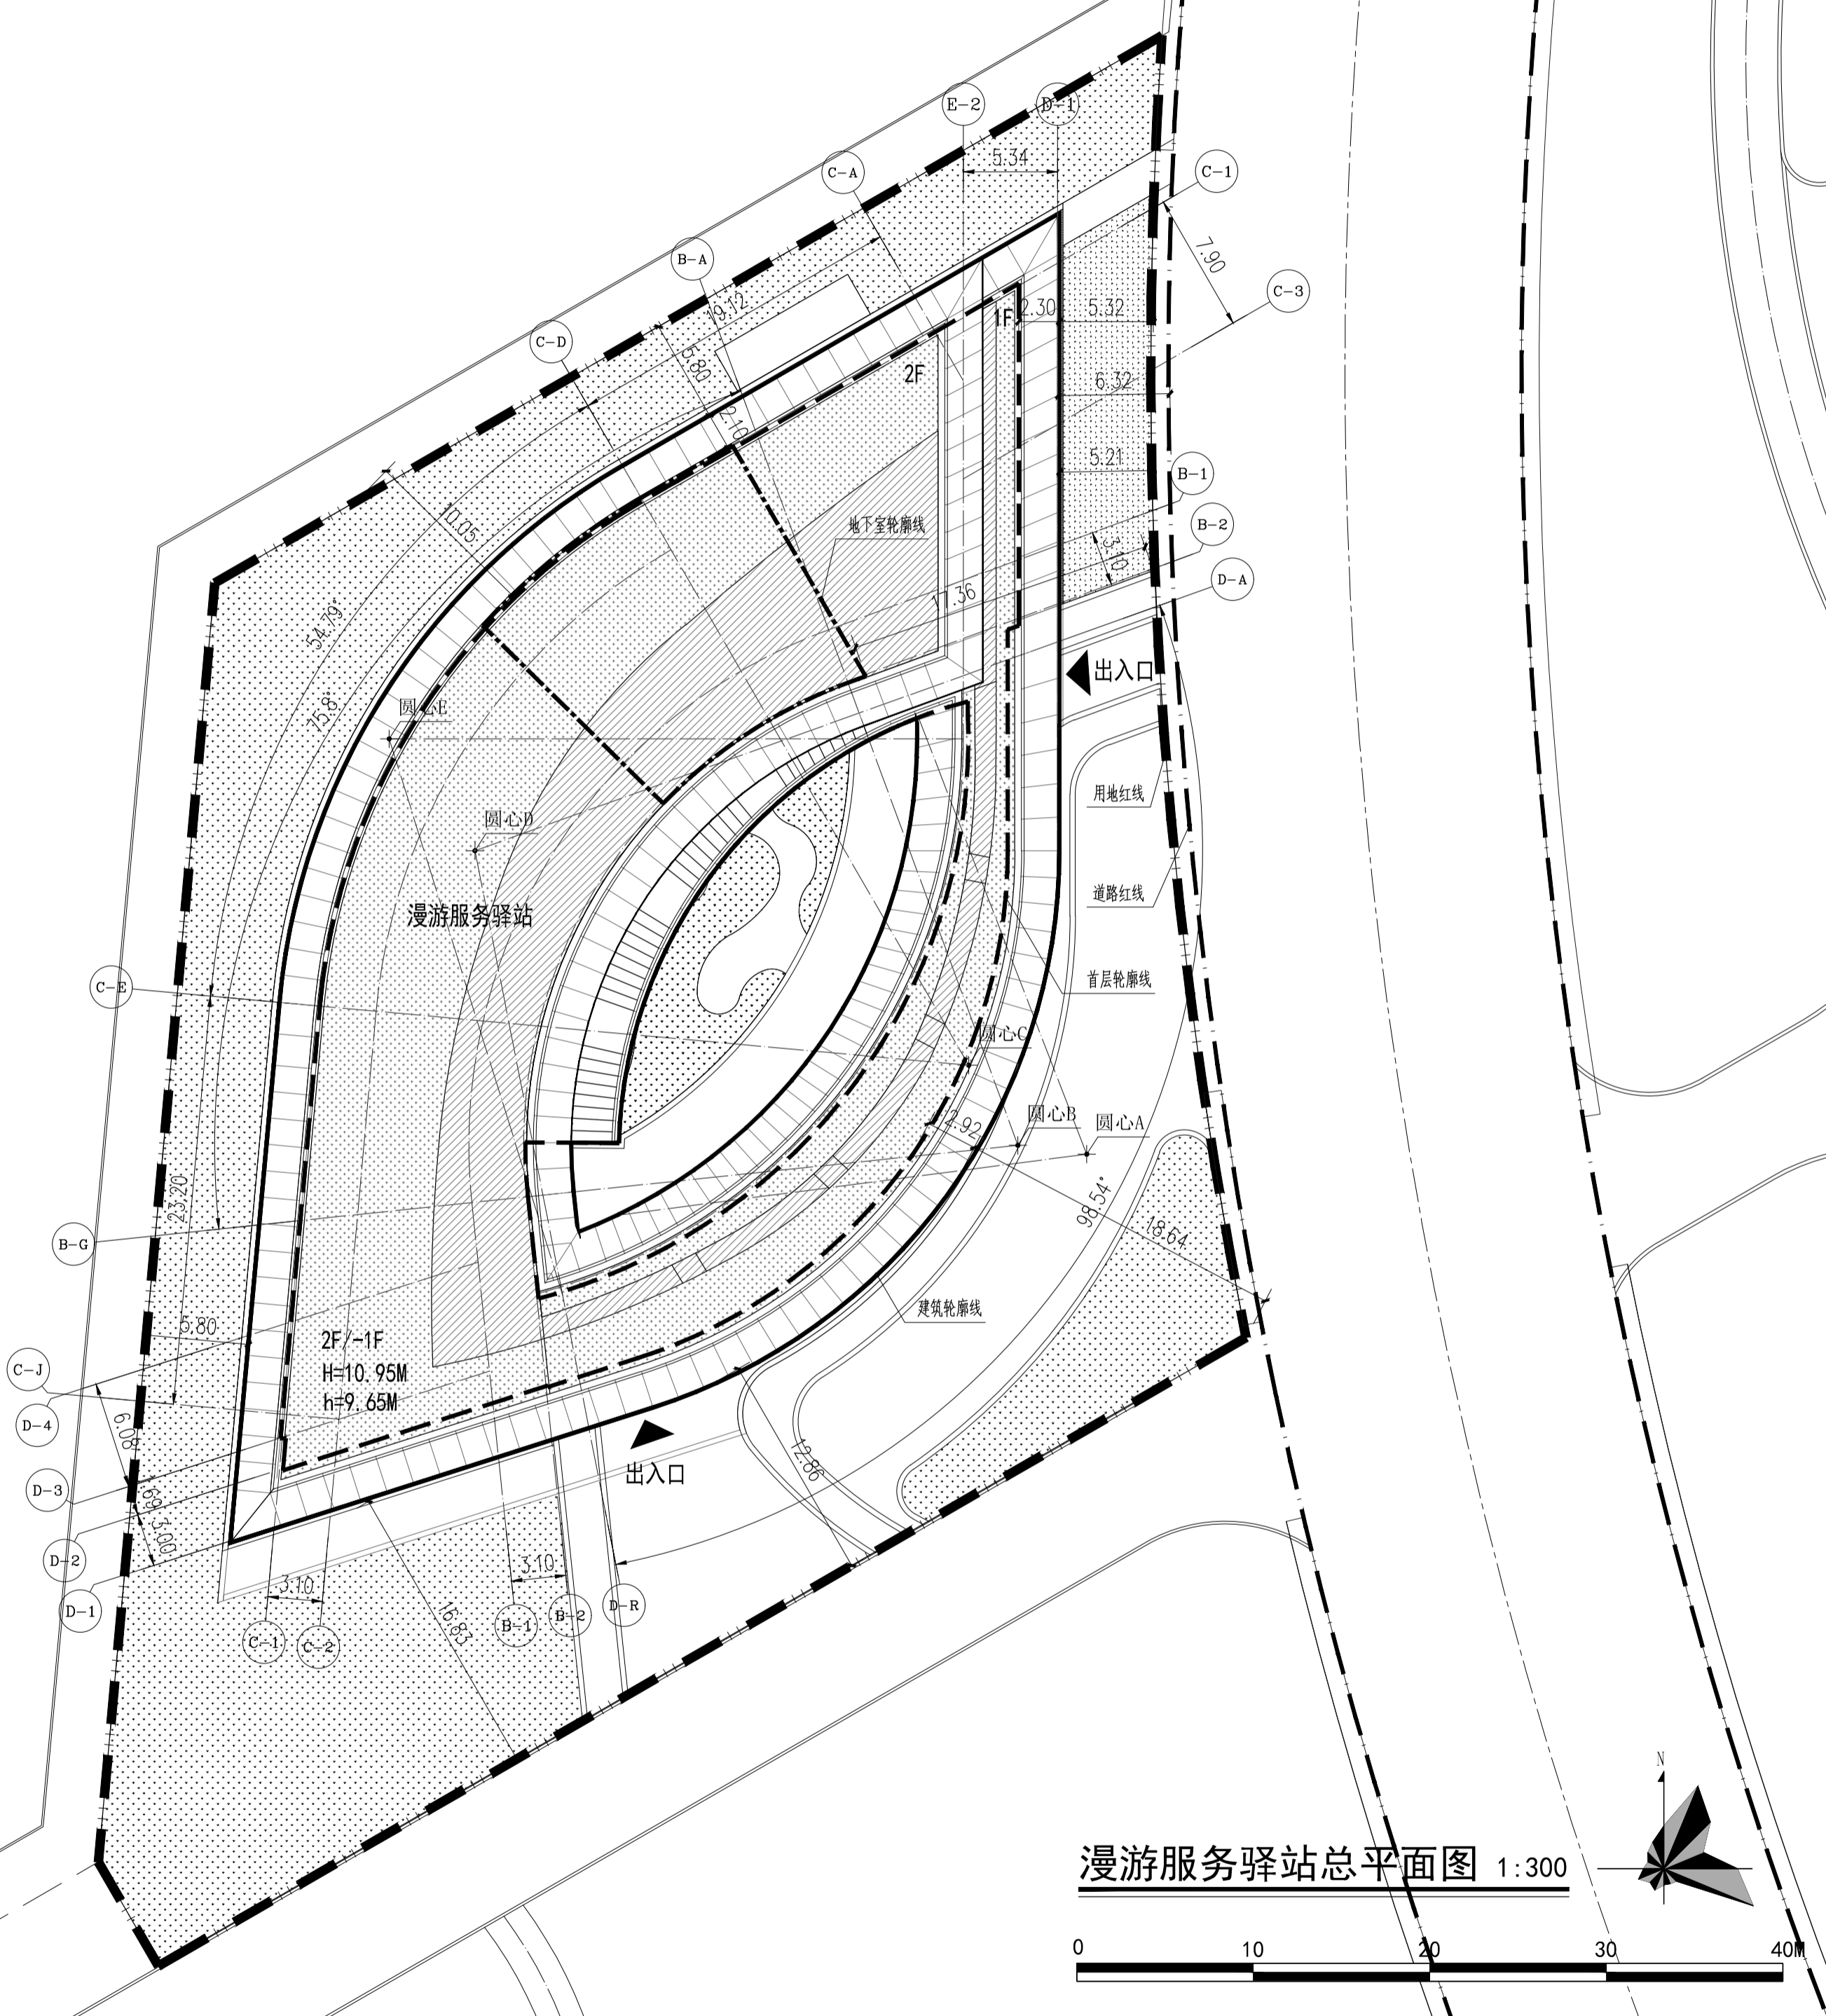 E-2
D-1
5.34
C-A
C-1
7.90
B-A
C-3
19.12
1F
2.30
5.32
C-D
5.80
2F
6.32
2.10
5.21
B-1
10.05
地下室轮廓线
B-2
3.10
D-A
17.36
54.79°
出入口
75.8°
圆心E
用地红线
圆心D
道路红线
漫游服务驿站
首层轮廓线
C-E
圆心C
2.92
圆心B
圆心A
98.54°
23.20
18.64
B-G
建筑轮廓线
5.80
2F/-1F
H=10.95M
h=9.65M
C-J
D-4
6.08
12.86
出入口
D-3
.69
3.00
D-2
3.10
3.10
D-1
16.83
B-1
B-2
D-R
C-1
C-2
N
漫游服务驿站总平面图 1:300
0 10 20 30 40M